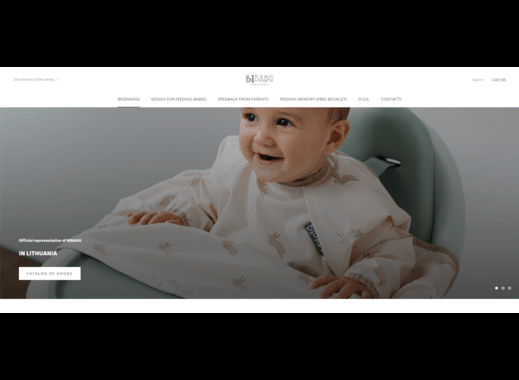 BIBADO
Search
Cart (0)
BEGINNING
GOODS FOR FEEDING BABIES
FEEDBACK FROM PARENTS
FEEDING MEMORY (FREE BOOKLET)
D.U.K
CONTACTS
Official representative of BIBADO
IN LITHUANIA
CATALOG OF GOODS